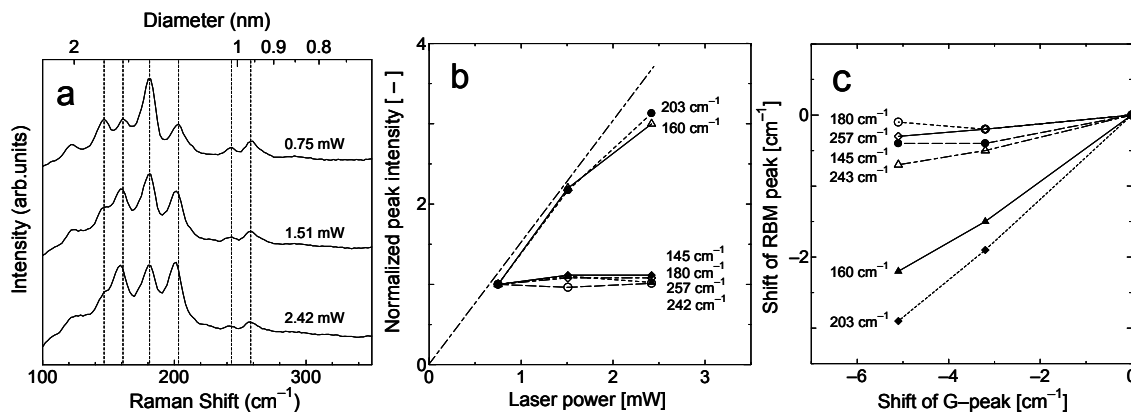 Diameter (nm)
2 1 0.9 0.8
a
0.75 mW
1.51 mW
2.42 mW
Intensity (arb.units)
100 200 300
Raman Shift (cm−1)
b
4
3
2
1
0
Normalized peak intensity [ – ]
203 cm−1
160 cm−1
145 cm−1
180 cm−1
257 cm−1
242 cm−1
0 1 2 3
Laser power [mW]
c
0
−2
Shift of RBM peak [cm−1]
180 cm−1
257 cm−1
145 cm−1
243 cm−1
160 cm−1
203 cm−1
−6 −4 −2 0
Shift of G–peak [cm−1]